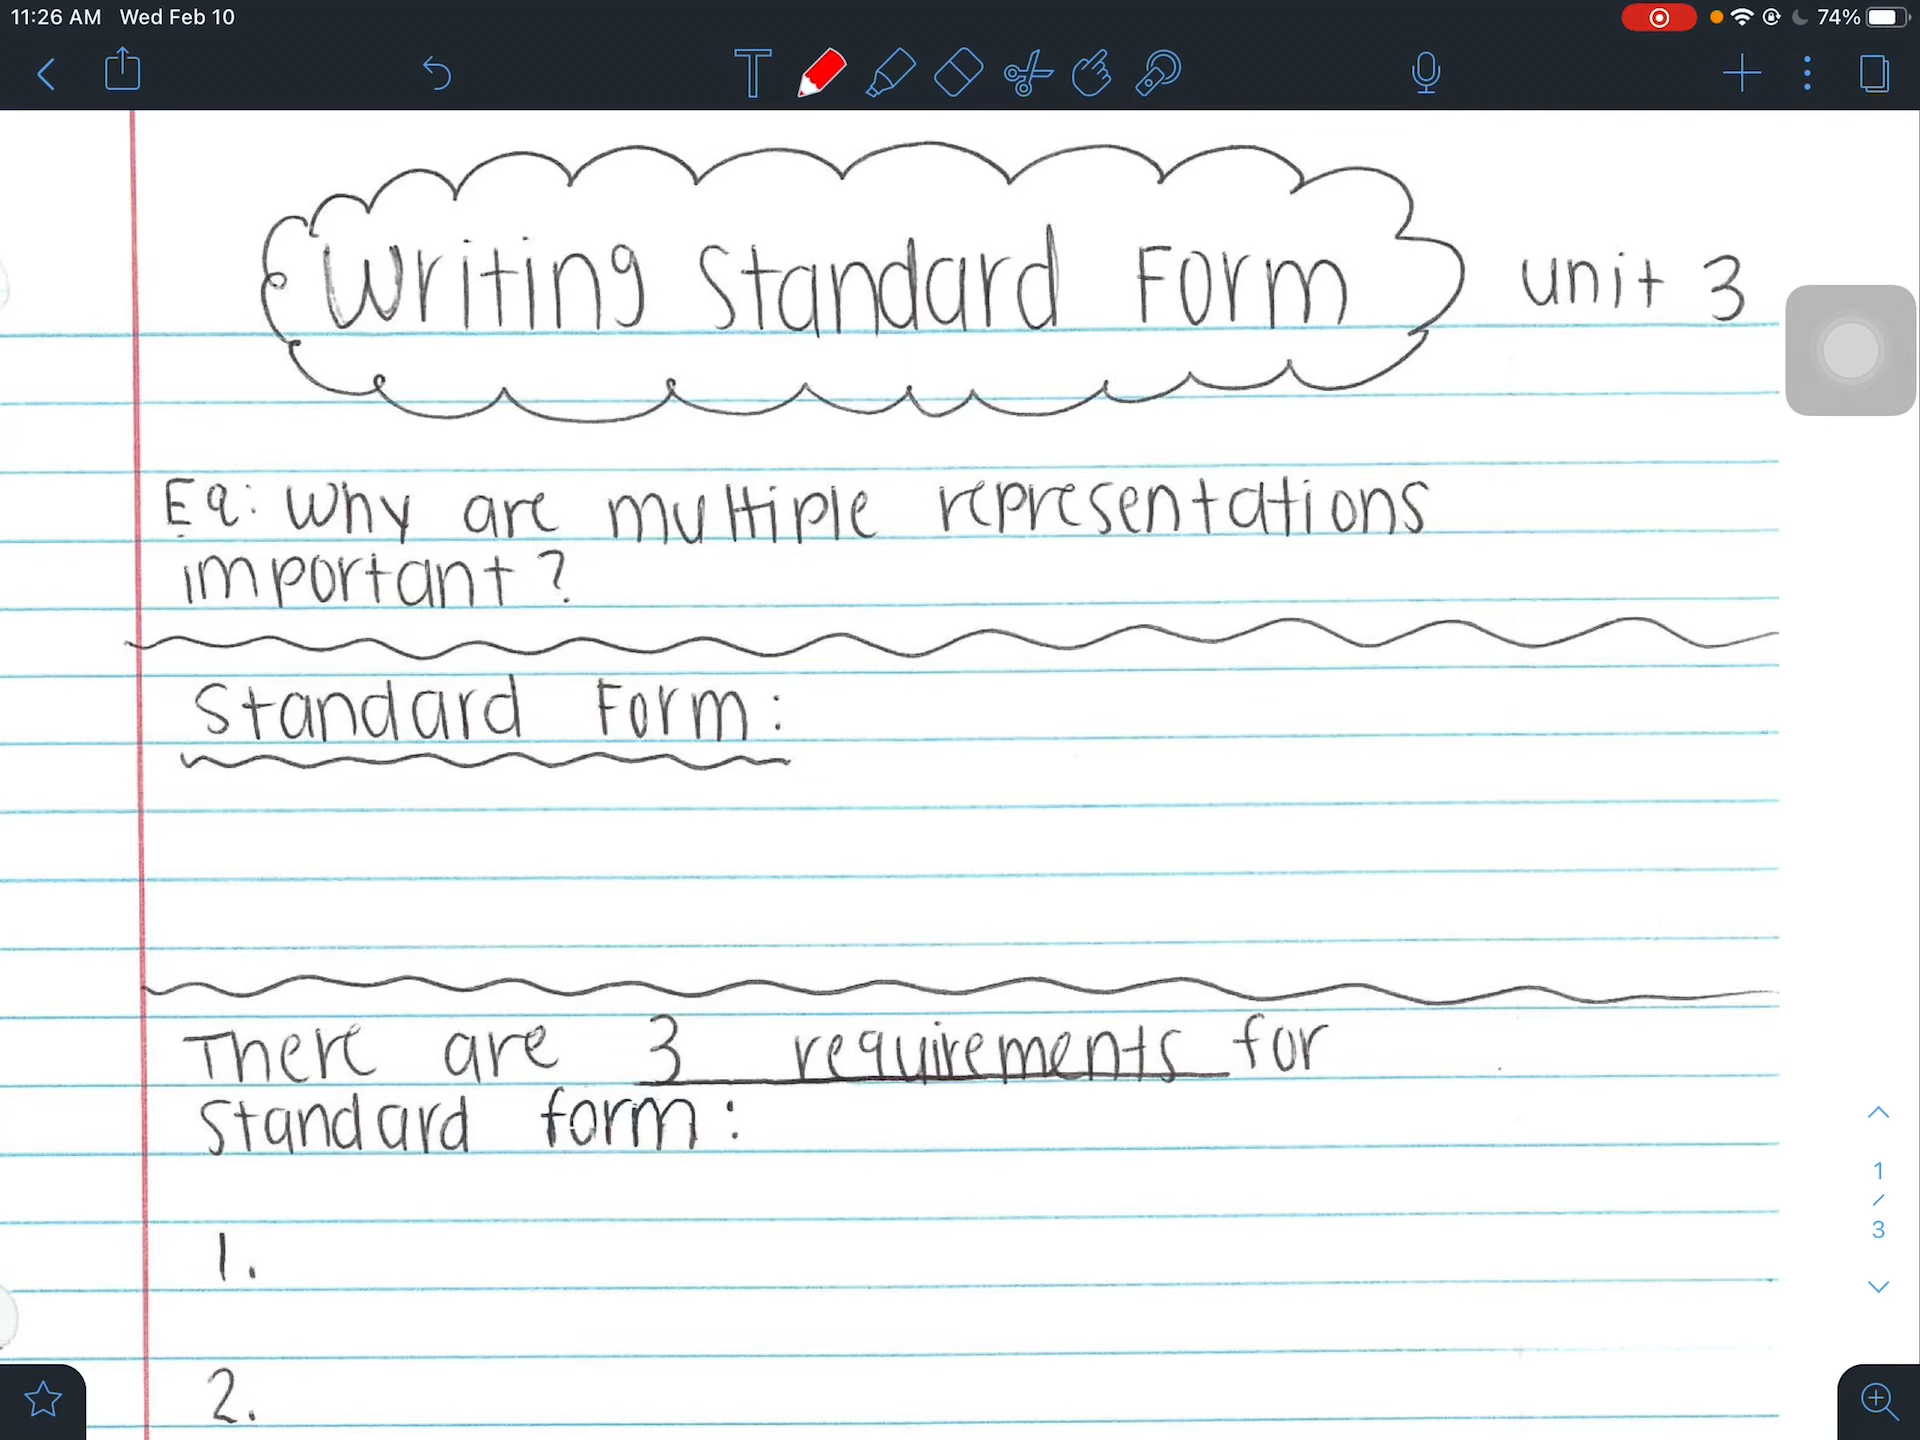 11:26 AM Wed Feb 10
74%
Writing Standard Form unit 3
EQ: Why are multiple representations
important?
Standard Form:
There are 3 requirements for
standard form:
1
/
3
1.
2.